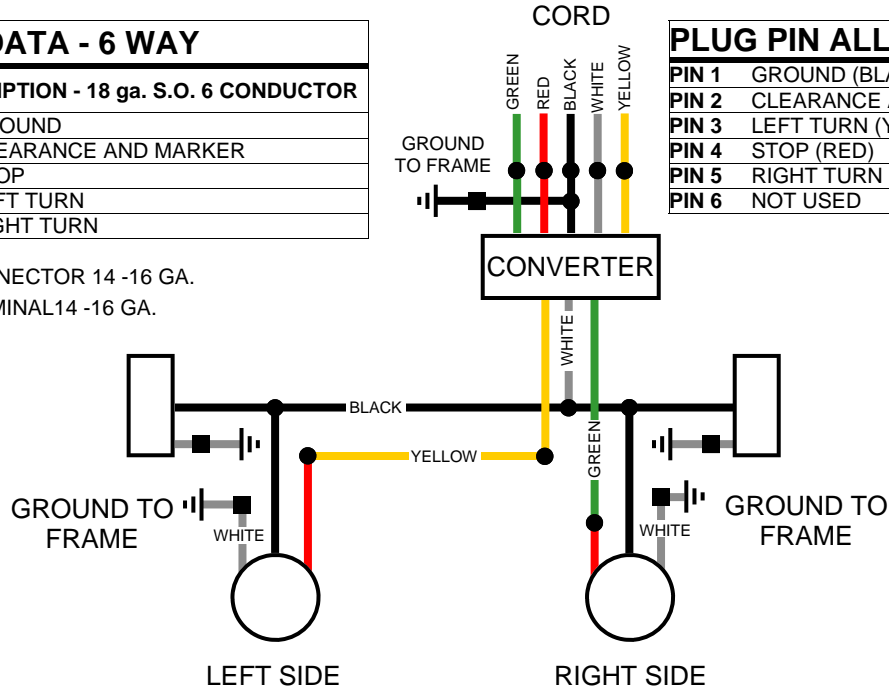 CORD
DATA - 6 WAY
IPTION - 18 ga. S.O. 6 CONDUCTOR
OUND
EARANCE AND MARKER
OP
FT TURN
GHT TURN
NECTOR 14 -16 GA.
MINAL14 -16 GA.
GREEN
RED
BLACK
WHITE
YELLOW
GROUND
TO FRAME
PLUG PIN ALL
PIN 1 GROUND (BLA
PIN 2 CLEARANCE
PIN 3 LEFT TURN (Y
PIN 4 STOP (RED)
PIN 5 RIGHT TURN
PIN 6 NOT USED
CONVERTER
WHITE
BLACK
YELLOW
GREEN
GROUND TO
FRAME
WHITE
WHITE
GROUND TO
FRAME
LEFT SIDE
RIGHT SIDE